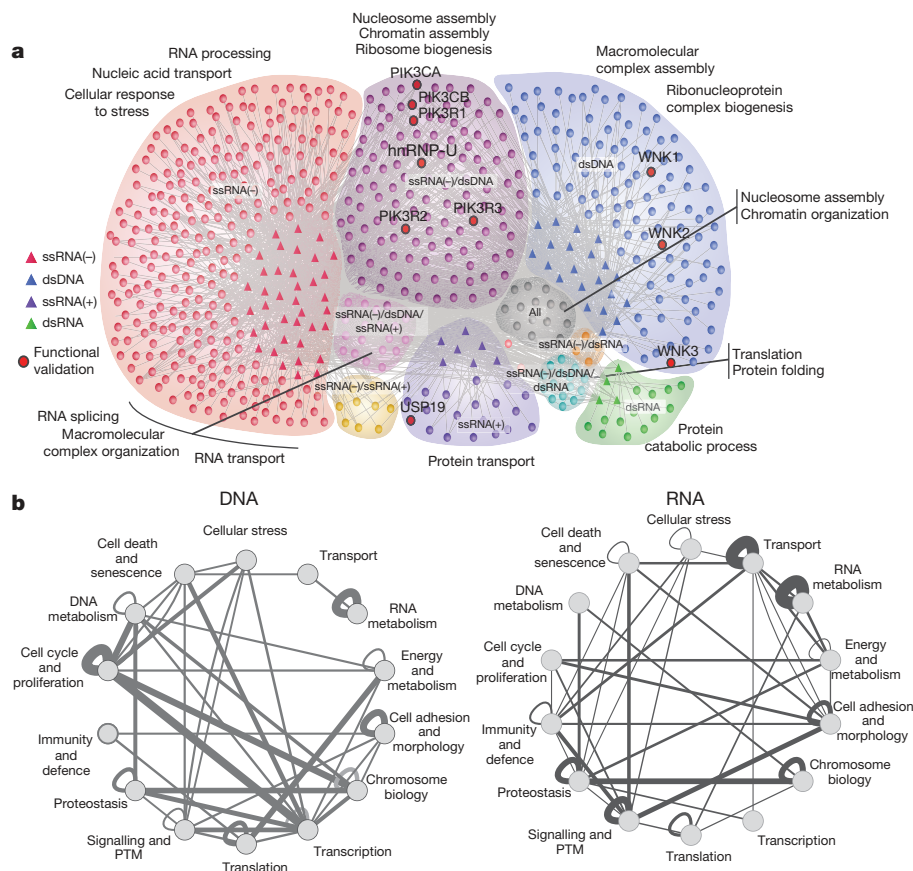 a
Nucleosome assembly
Chromatin assembly
Ribosome biogenesis
RNA processing
Nucleic acid transport
Cellular response
to stress
Macromolecular
complex assembly
Ribonucleoprotein
complex biogenesis
PIK3CA
PIK3CB
PIK3R1
hnRNP-U
ssRNA(–)/dsDNA
PIK3R2
PIK3R3
ssRNA(–)
dsDNA
WNK1
WNK2
WNK3
Nucleosome assembly
Chromatin organization
ssRNA(–)
dsDNA
ssRNA(+)
dsRNA
Functional
validation
ssRNA(–)/dsDNA/
ssRNA(+)
All
ssRNA(–)/dsRNA
ssRNA(–)/dsDNA/
dsRNA
ssRNA(–)/ssRNA(+)
USP19
ssRNA(+)
dsRNA
Translation
Protein folding
RNA splicing
Macromolecular
complex organization
RNA transport
Protein transport
Protein
catabolic process
b
DNA
Cellular stress
Cell death
and
senescence
Transport
DNA
metabolism
RNA
metabolism
Cell cycle
and
proliferation
Energy
and
metabolism
Cell adhesion
and
morphology
Immunity
and
defence
Chromosome
biology
Proteostasis
Signalling and
PTM
Translation
Transcription
RNA
Cellular stress
Cell death
and
senescence
Transport
RNA
metabolism
DNA
metabolism
Cell cycle
and
proliferation
Energy
and
metabolism
Cell adhesion
and
morphology
Immunity
and
defence
Chromosome
biology
Proteostasis
Signalling and
PTM
Translation
Transcription